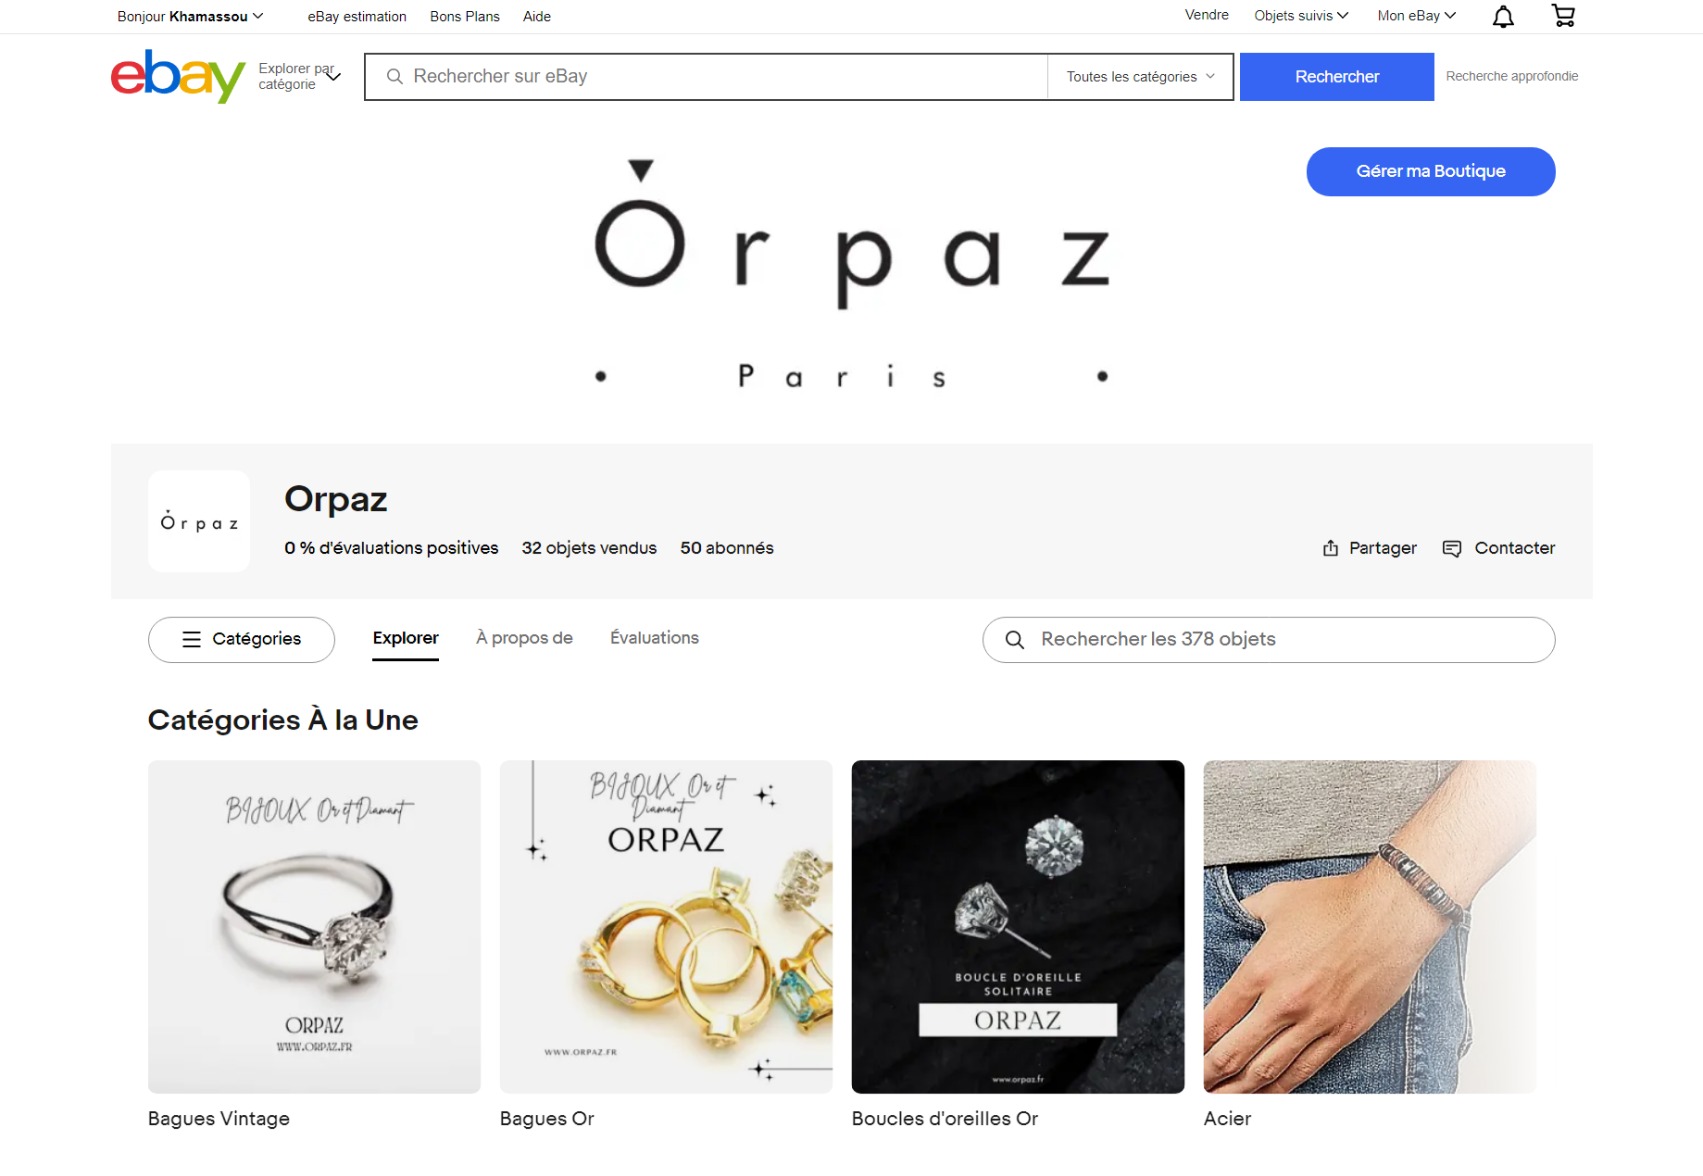 Bonjour Khamassou
eBay estimation
Bons Plans
Aide
Vendre
Objets suivis
Mon eBay
ebay
Explorer par
catégorie
Rechercher sur eBay
Toutes les catégories
Rechercher
Recherche approfondie
Gérer ma Boutique
Orpaz
Paris
Orpaz
Orpaz
0 % d'évaluations positives
32 objets vendus
50 abonnés
Partager
Contacter
Catégories
Explorer
À propos de
Évaluations
Rechercher les 378 objets
Catégories À la Une
BIJOUX Or et Diamant
ORPAZ
WWW.ORPAZ.FR
Bagues Vintage
BIJOUX Or et
Diamant
ORPAZ
WWW.ORPAZ.FR
Bagues Or
BOUCLE D'OREILLE
SOLITAIRE
ORPAZ
www.orpaz.fr
Boucles d'oreilles Or
Acier